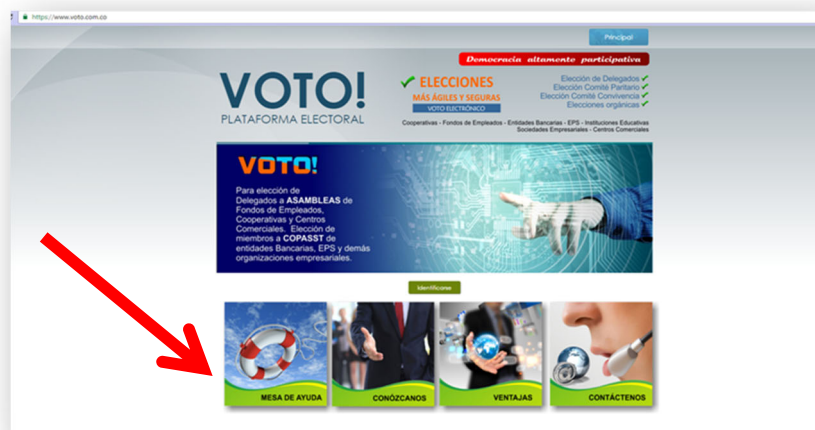 https://www.voto.com.co
Principal
Democracia altamente participativa
VOTO!
PLATAFORMA ELECTORAL
ELECCIONES
MÁS ÁGILES Y SEGURAS
VOTO ELECTRÓNICO
Elección de Delegados
Elección Comité Paritario
Elección Comité Convivencia
Elecciones orgánicas
Cooperativas - Fondos de Empleados - Entidades Bancarias - EPS - Instituciones Educativas
Sociedades Empresariales - Centros Comerciales
VOTO!
Para elección de
Delegados a ASAMBLEAS de
Fondos de Empleados,
Cooperativas y Centros
Comerciales. Elección de
miembros a COPASST de
entidades Bancarias, EPS y demás
organizaciones empresariales.
Identificarse
MESA DE AYUDA
CONÓZCANOS
VENTAJAS
CONTÁCTENOS